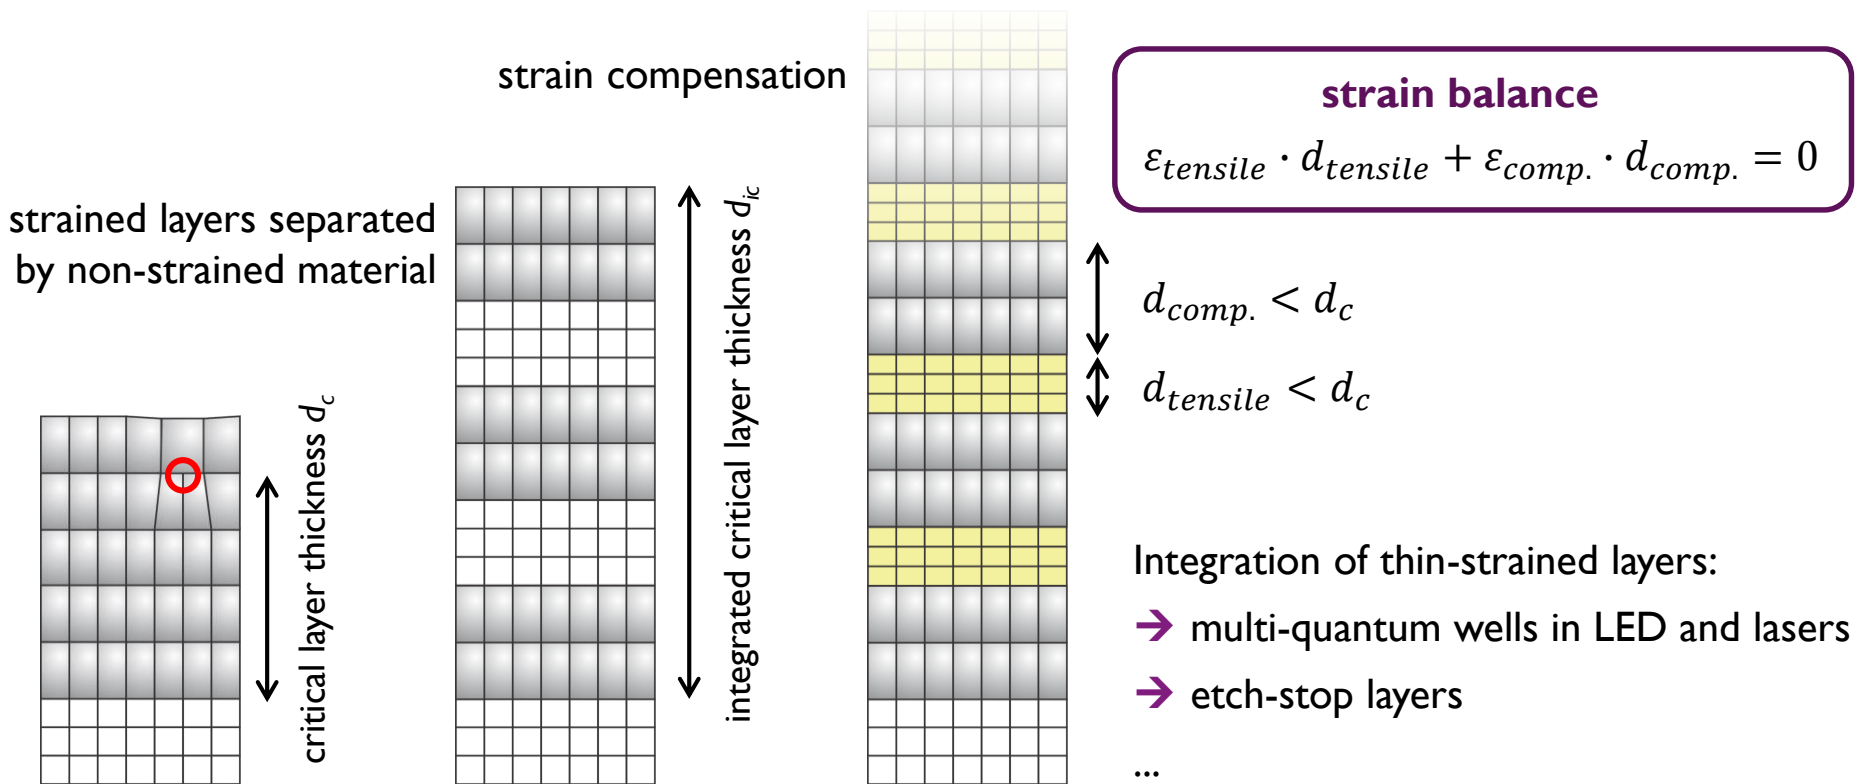 strain compensation
strained layers separated
by non-strained material
critical layer thickness d_c
integrated critical layer thickness d_ic
strain balance
ε_tensile · d_tensile + ε_comp. · d_comp. = 0
d_comp. < d_c
d_tensile < d_c
Integration of thin-strained layers:
→ multi-quantum wells in LED and lasers
→ etch-stop layers
...